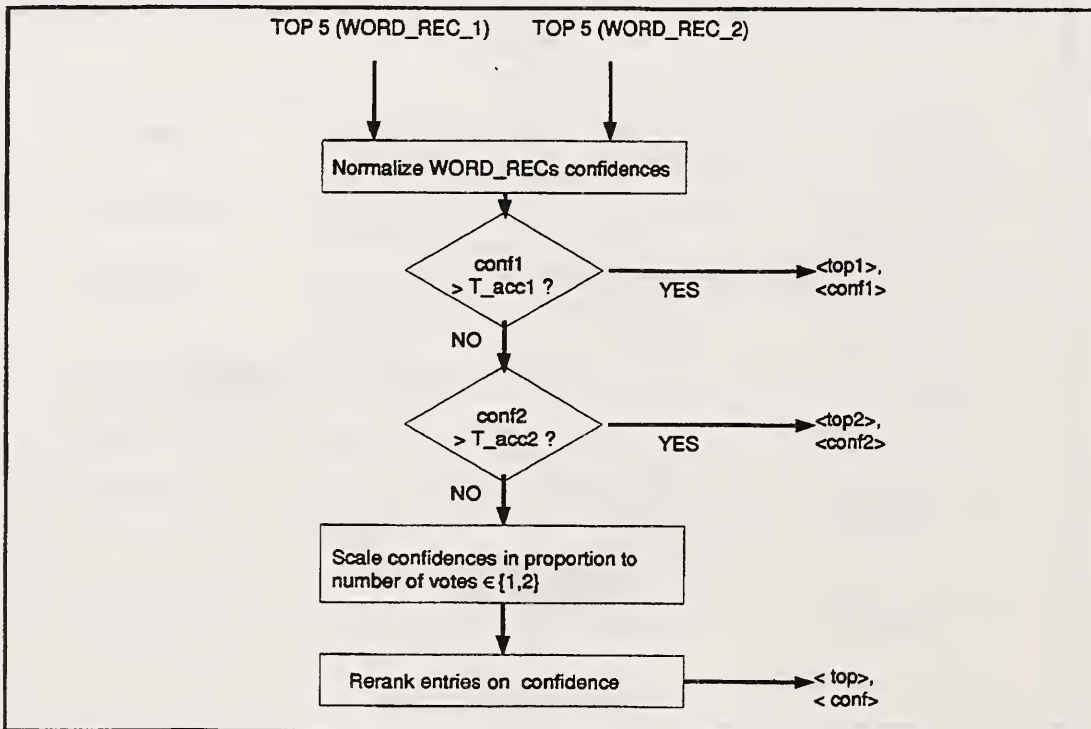 TOP 5 (WORD_REC_1) TOP 5 (WORD_REC_2)
Normalize WORD_RECs confidences
conf1
> T_acc1 ?
YES
<top1>,
<conf1>
NO
conf2
> T_acc2 ?
YES
<top2>,
<conf2>
NO
Scale confidences in proportion to
number of votes ∈ {1,2}
Rerank entries on confidence
< top>,
< conf>